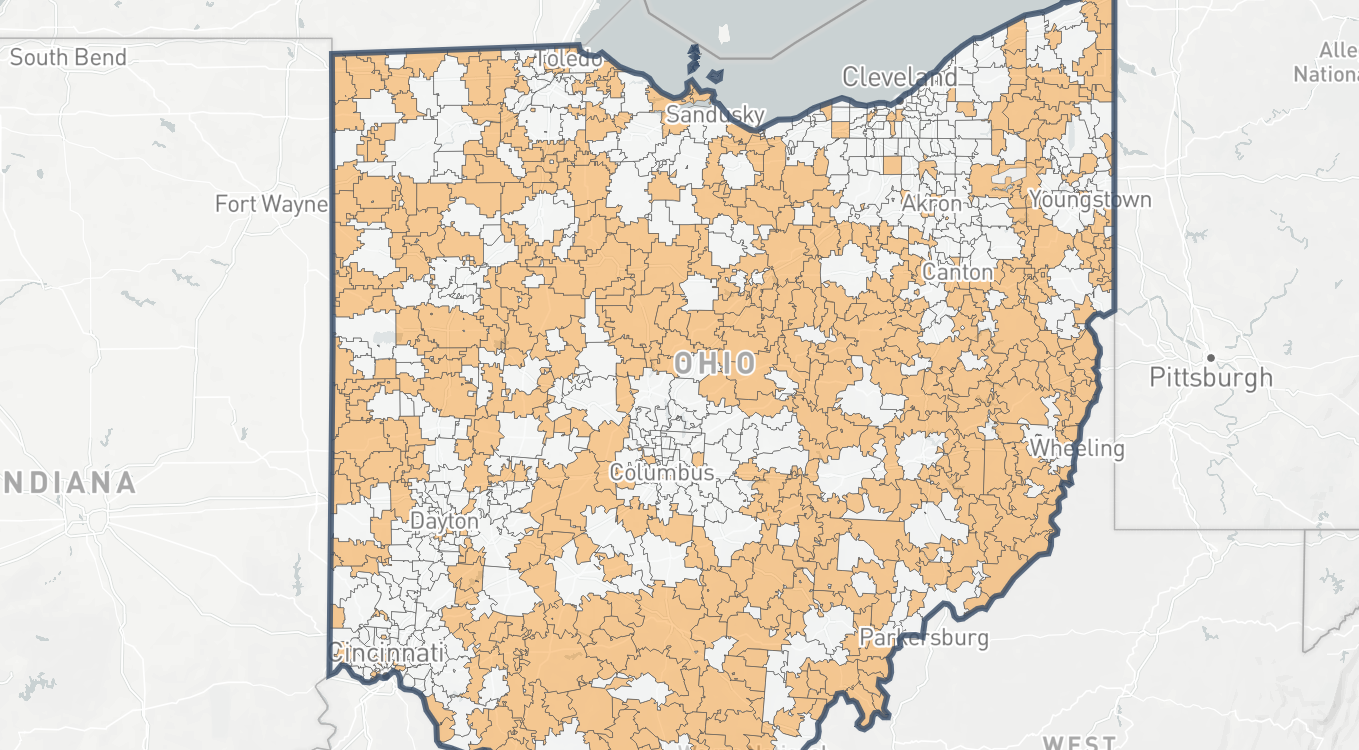 South Bend
Toledo
Cleveland
Alle
Nationa
Sandusky
Fort Wayne
Akron
Youngstown
Canton
OHIO
Pittsburgh
Wheeling
Columbus
NDIANA
Dayton
Parkersburg
Cincinnati
WEST